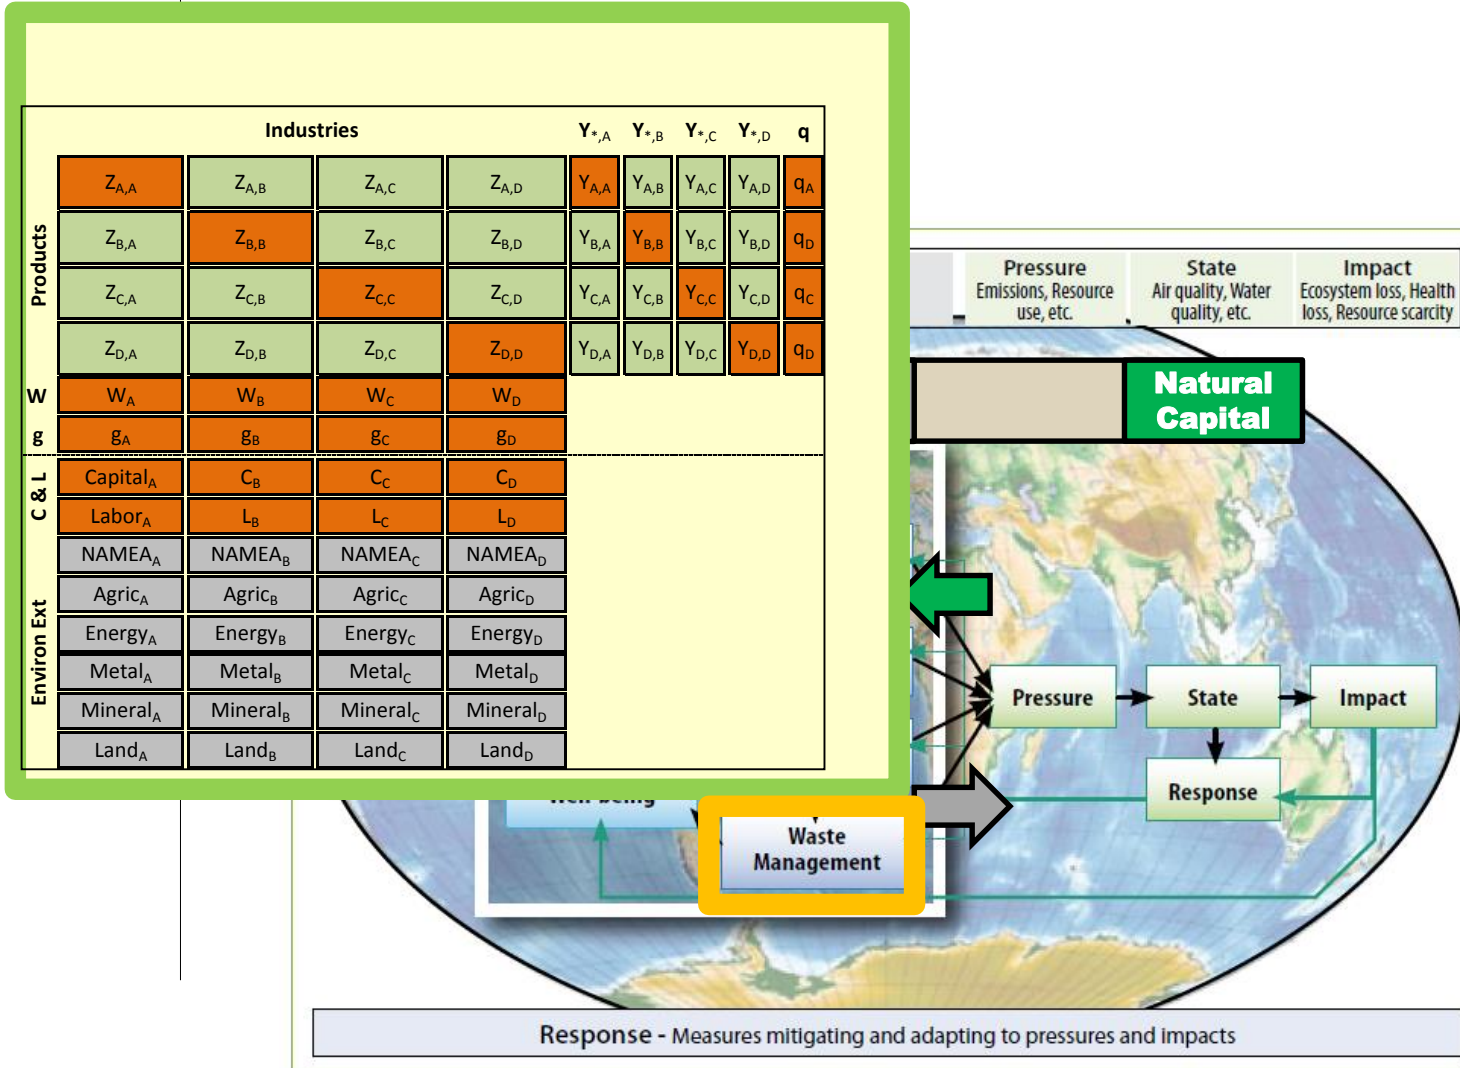 Industries Y*,A Y*,B Y*,C Y*,D q
Products
ZA,A ZA,B ZA,C ZA,D YA,A YA,B YA,C YA,D qA
ZB,A ZB,B ZB,C ZB,D YB,A YB,B YB,C YB,D qD
ZC,A ZC,B ZC,C ZC,D YC,A YC,B YC,C YC,D qC
ZD,A ZD,B ZD,C ZD,D YD,A YD,B YD,C YD,D qD
W WA WB WC WD
g gA gB gC gD
C & L
CapitalA CB CC CD
LaborA LB LC LD
Environ Ext
NAMEAA NAMEAB NAMEAC NAMEAD
AgricA AgricB AgricC AgricD
EnergyA EnergyB EnergyC EnergyD
MetalA MetalB MetalC MetalD
MineralA MineralB MineralC MineralD
LandA LandB LandC LandD
Pressure
Emissions, Resource
use, etc.
State
Air quality, Water
quality, etc.
Impact
Ecosystem loss, Health
loss, Resource scarcity
Natural
Capital
Pressure
State
Impact
Response
Well-being
Waste
Management
Response - Measures mitigating and adapting to pressures and impacts